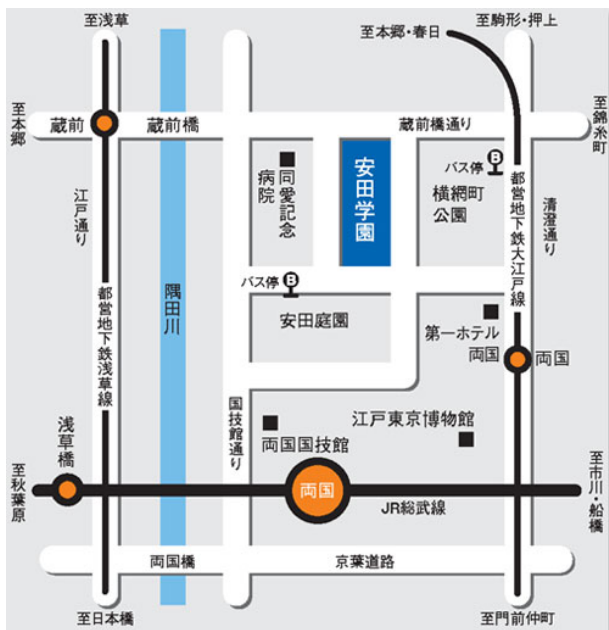 至浅草
至本郷・春日
至駒形・押上
至本郷
蔵前
蔵前橋
蔵前橋通り
至錦糸町
江戸通り
都営地下鉄浅草線
隅田川
同愛記念
病院
安田学園
バス停
B
横網町
公園
都営地下鉄大江戸線
清澄通り
バス停
B
安田庭園
第一ホテル
両国
両国
国技館通り
両国国技館
江戸東京博物館
浅草橋
至秋葉原
両国
JR総武線
至市川・船橋
両国橋
京葉道路
至日本橋
至門前仲町